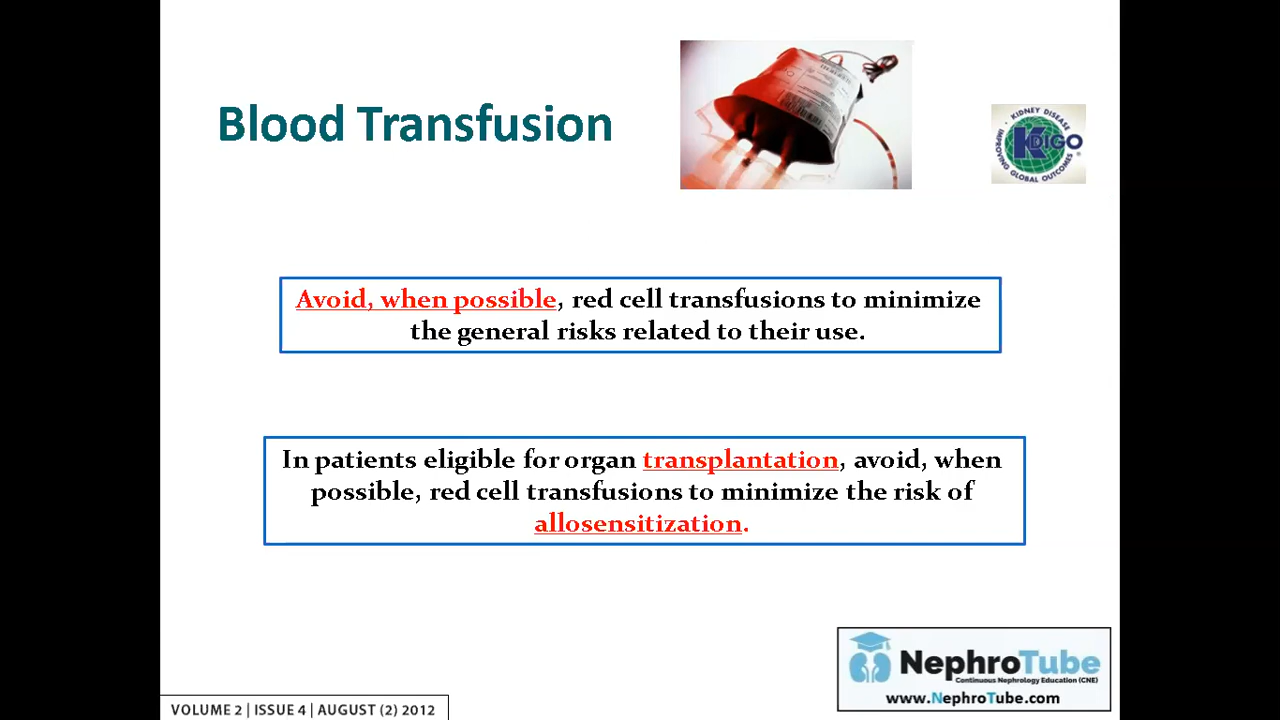 Blood Transfusion
KIDNEY DISEASE
KDIGO
IMPROVING GLOBAL OUTCOMES
Avoid, when possible, red cell transfusions to minimize
the general risks related to their use.
In patients eligible for organ transplantation, avoid, when
possible, red cell transfusions to minimize the risk of
allosensitization.
NephroTube
Continuous Nephrology Education (CNE)
www.NephroTube.com
VOLUME 2 | ISSUE 4 | AUGUST (2) 2012